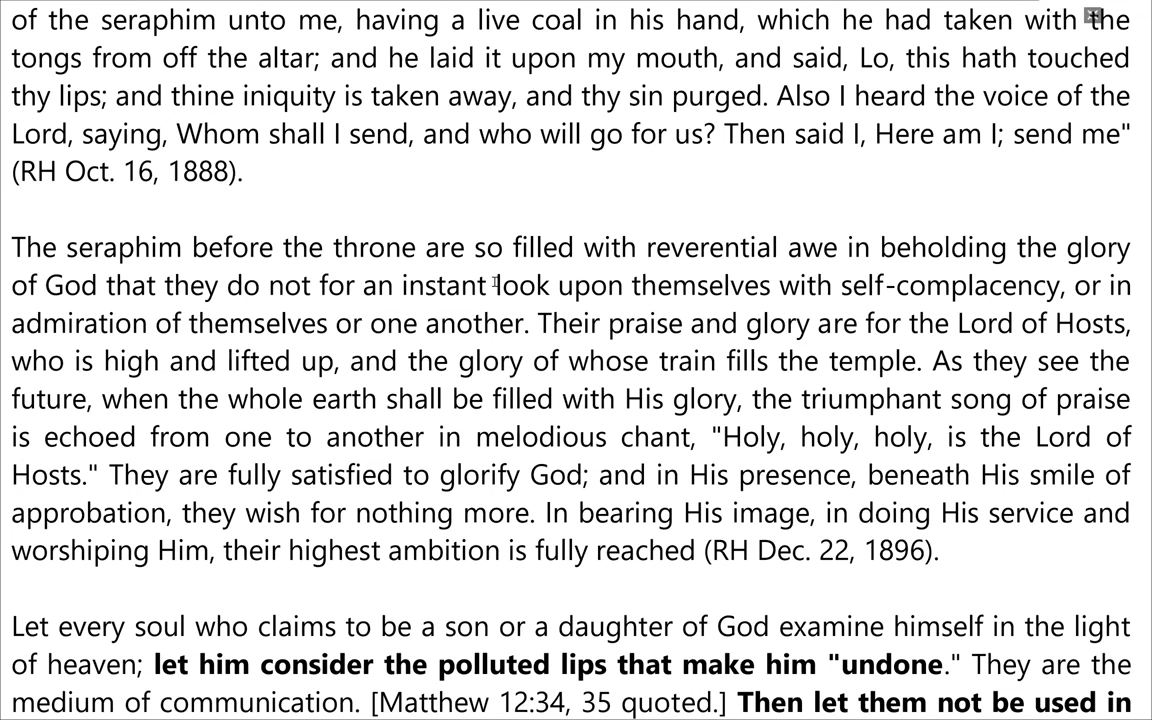 of the seraphim unto me, having a live coal in his hand, which he had taken with the
tongs from off the altar; and he laid it upon my mouth, and said, Lo, this hath touched
thy lips; and thine iniquity is taken away, and thy sin purged. Also I heard the voice of the
Lord, saying, Whom shall I send, and who will go for us? Then said I, Here am I; send me"
(RH Oct. 16, 1888).
The seraphim before the throne are so filled with reverential awe in beholding the glory
of God that they do not for an instant look upon themselves with self-complacency, or in
admiration of themselves or one another. Their praise and glory are for the Lord of Hosts,
who is high and lifted up, and the glory of whose train fills the temple. As they see the
future, when the whole earth shall be filled with His glory, the triumphant song of praise
is echoed from one to another in melodious chant, "Holy, holy, holy, is the Lord of
Hosts." They are fully satisfied to glorify God; and in His presence, beneath His smile of
approbation, they wish for nothing more. In bearing His image, in doing His service and
worshiping Him, their highest ambition is fully reached (RH Dec. 22, 1896).
Let every soul who claims to be a son or a daughter of God examine himself in the light
of heaven; let him consider the polluted lips that make him "undone." They are the
medium of communication. [Matthew 12:34, 35 quoted.] Then let them not be used in